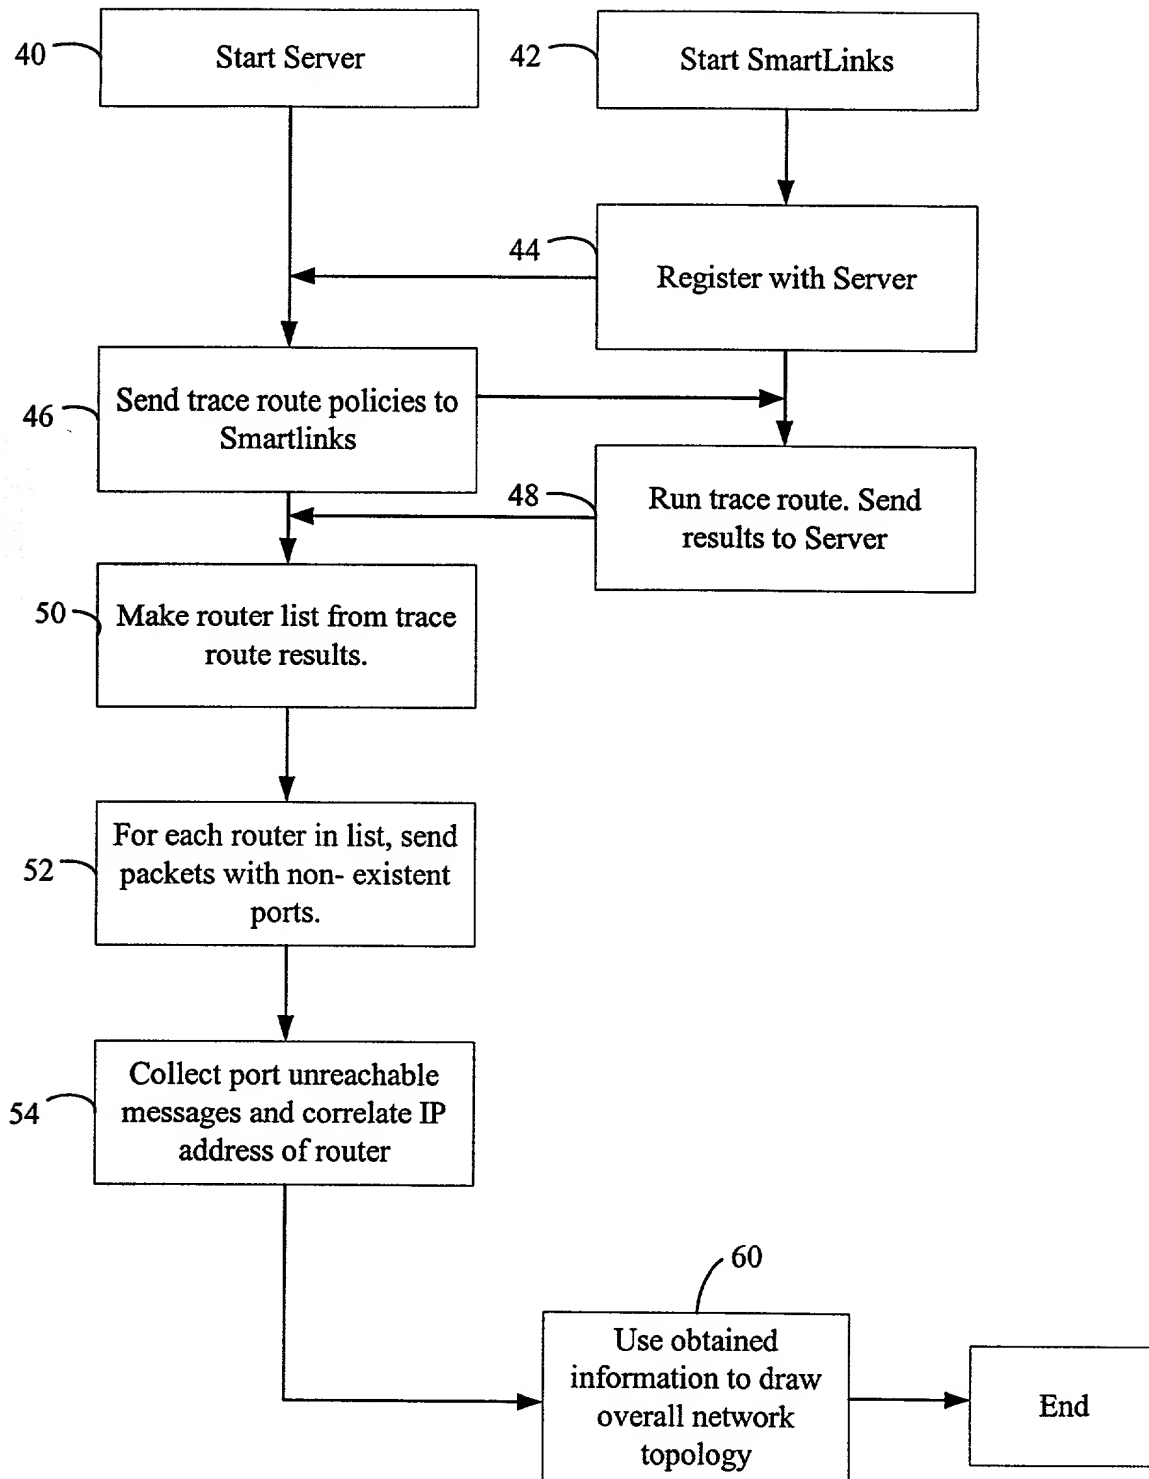 40
Start Server
42
Start SmartLinks
44
Register with Server
46
Send trace route policies to
Smartlinks
48
Run trace route. Send
results to Server
50
Make router list from trace
route results.
52
For each router in list, send
packets with non- existent
ports.
54
Collect port unreachable
messages and correlate IP
address of router
60
Use obtained
information to draw
overall network
topology
End